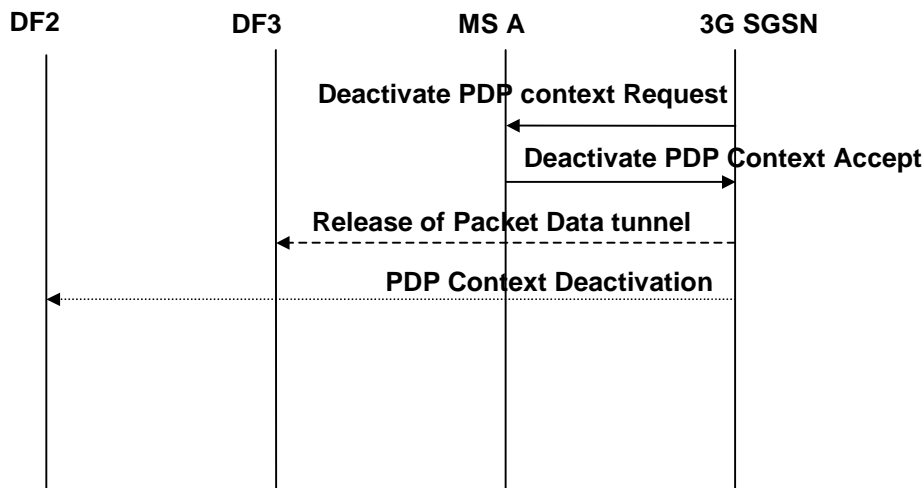 DF2 DF3 MS A 3G SGSN
Deactivate PDP context Request
Deactivate PDP Context Accept
Release of Packet Data tunnel
PDP Context Deactivation